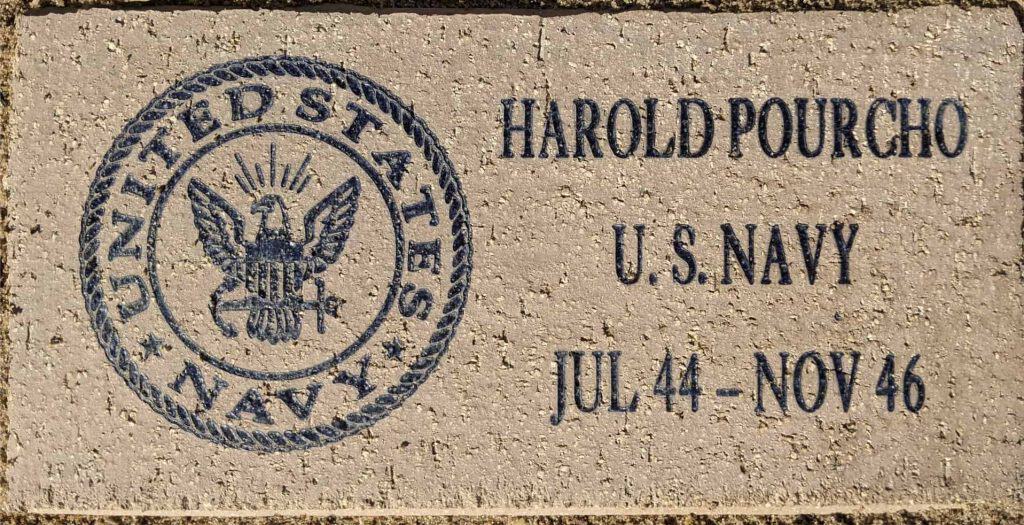 UNITED STATES
NAVY
HAROLD POURCHO
U. S. NAVY
JUL 44 – NOV 46